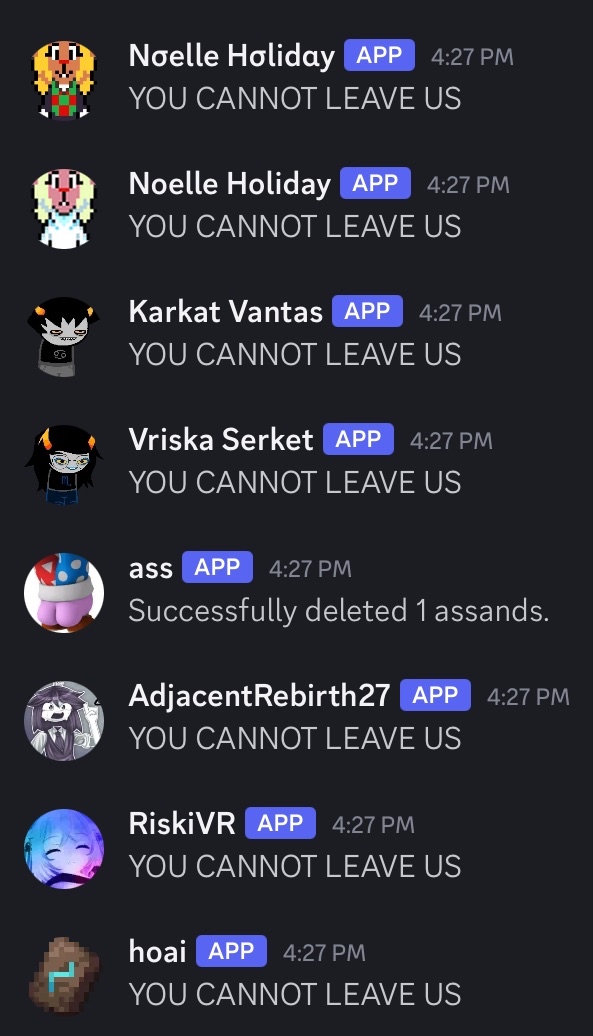 Nσelle Hσlidαy APP 4:27 PM
YOU CANNOT LEAVE US
Noelle Holiday APP 4:27 PM
YOU CANNOT LEAVE US
Karkat Vantas APP 4:27 PM
YOU CANNOT LEAVE US
Vriska Serket APP 4:27 PM
YOU CANNOT LEAVE US
ass APP 4:27 PM
Successfully deleted 1 assands.
AdjacentRebirth27 APP 4:27 PM
YOU CANNOT LEAVE US
RiskiVR APP 4:27 PM
YOU CANNOT LEAVE US
hoai APP 4:27 PM
YOU CANNOT LEAVE US